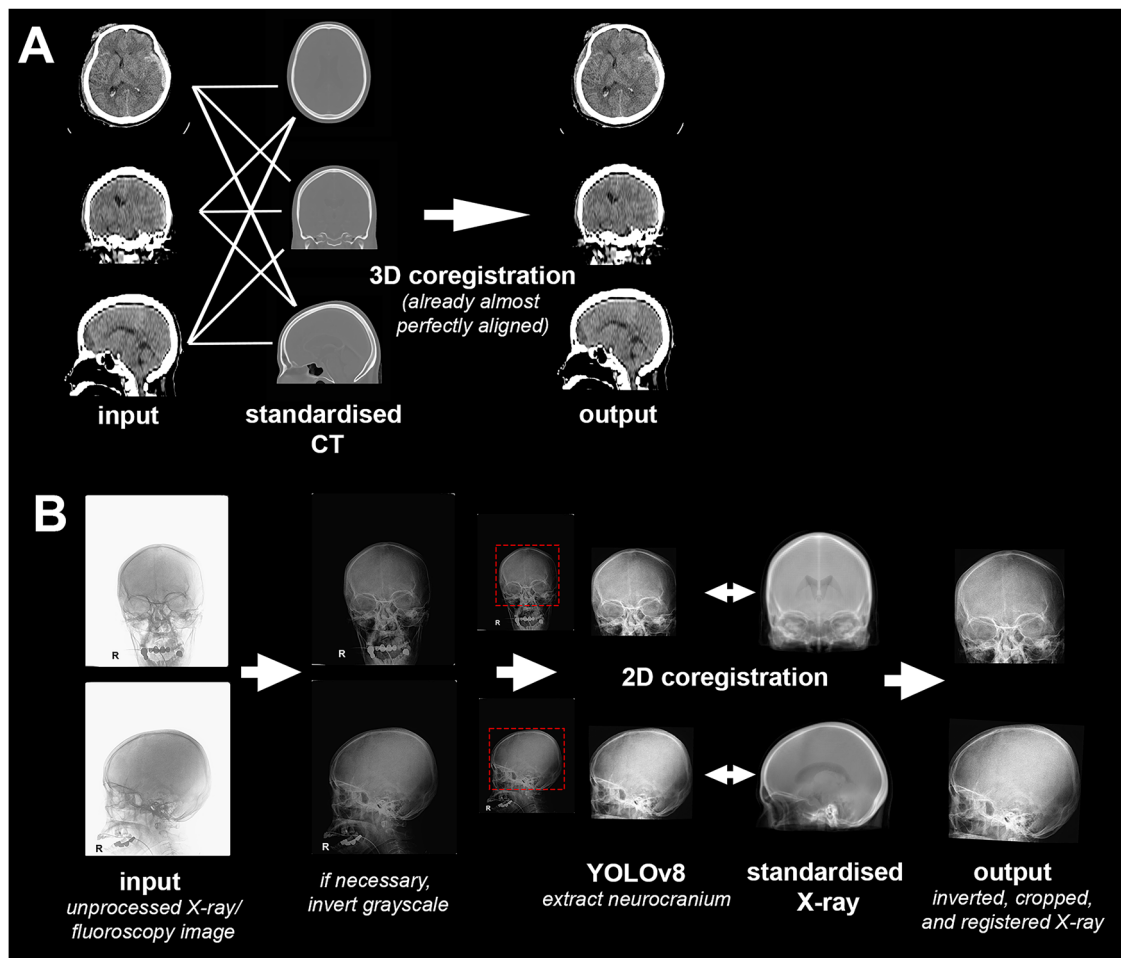 A
3D coregistration
(already almost
perfectly aligned)
input
standardised
CT
output
B
R
R
R
R
R
R
2D coregistration
input
unprocessed X-ray/
fluoroscopy image
if necessary,
invert grayscale
YOLOv8
extract neurocranium
standardised
X-ray
output
inverted, cropped,
and registered X-ray